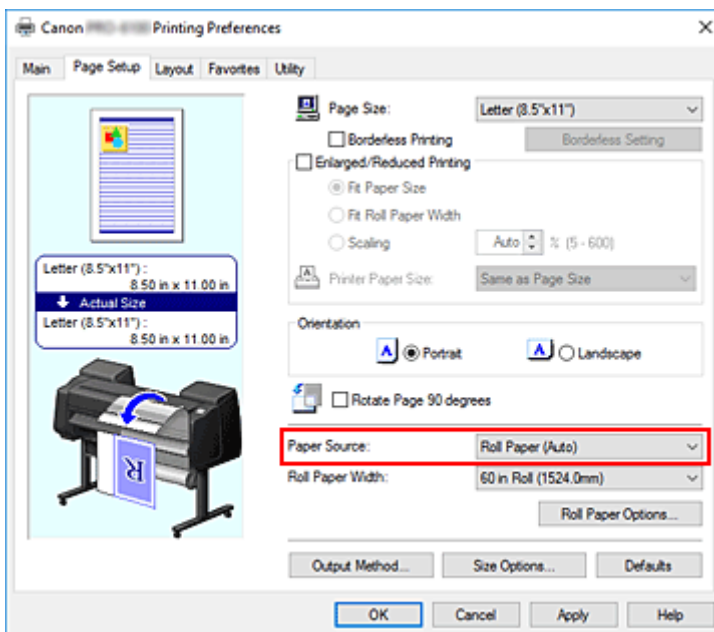 Canon Printing Preferences
Main Page Setup Layout Favorites Utility
Page Size: Letter (8.5"x11")
Borderless Printing Borderless Setting
Enlarged/Reduced Printing
Fit Paper Size
Fit Roll Paper Width
Scaling Auto % (5 - 600)
Printer Paper Size: Same as Page Size
Letter (8.5"x11") :
8.50 in x 11.00 in
Actual Size
Letter (8.5"x11") :
8.50 in x 11.00 in
Orientation
A Portrait A Landscape
Rotate Page 90 degrees
Paper Source: Roll Paper (Auto)
Roll Paper Width: 60 in Roll (1524.0mm)
Roll Paper Options...
R
Output Method... Size Options... Defaults
OK Cancel Apply Help